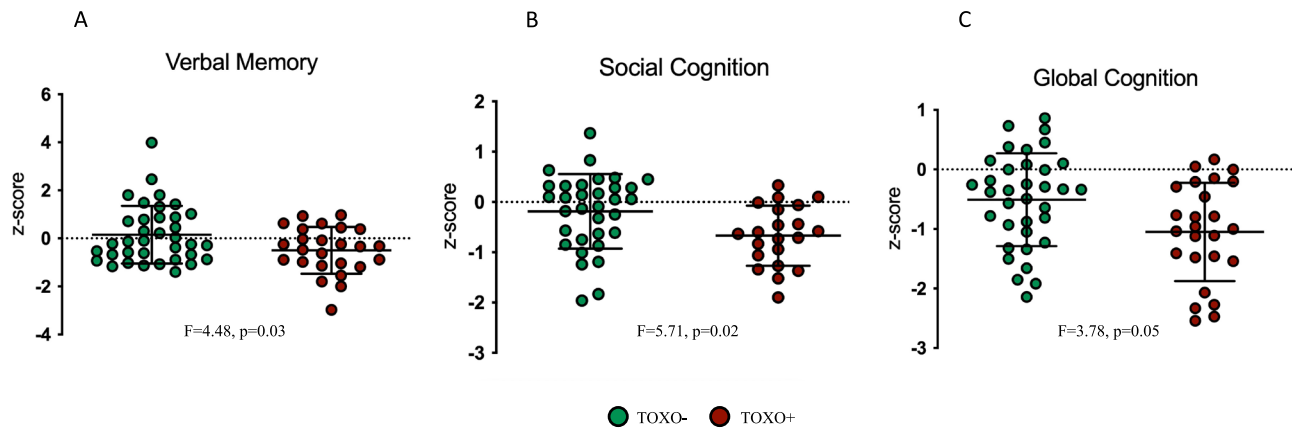 A
B
C
Verbal Memory
Social Cognition
Global Cognition
z-score
6
4
2
0
-2
-4
F=4.48, p=0.03
z-score
2
1
0
-1
-2
-3
F=5.71, p=0.02
z-score
1
0
-1
-2
-3
F=3.78, p=0.05
TOXO- TOXO+